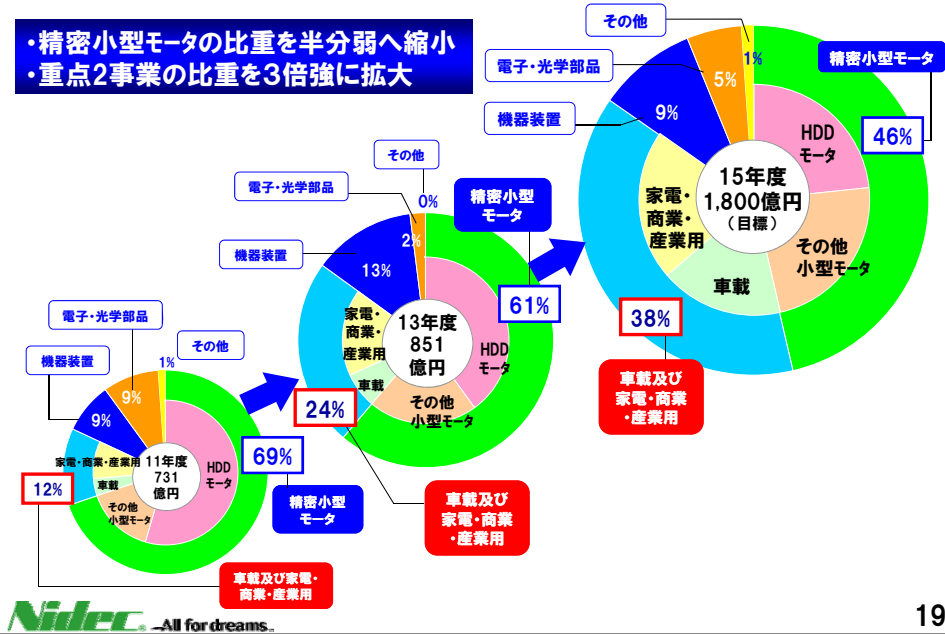 ・精密小型モータの比重を半分弱へ縮小
・重点2事業の比重を3倍強に拡大
その他
1%
電子・光学部品
5%
機器装置
9%
精密小型モータ
46%
HDD
モータ
家電・
商業・
産業用
15年度
1,800億円
(目標)
その他
小型モータ
車載
38%
車載及び
家電・商業
・産業用
その他
0%
電子・光学部品
2%
機器装置
13%
精密小型
モータ
61%
家電・
商業・
産業用
13年度
851
億円
HDD
モータ
車載
その他
小型モータ
24%
車載及び
家電・商業
・産業用
電子・光学部品
9%
その他
1%
機器装置
9%
家電・商業・産業用
11年度
731
億円
HDD
モータ
69%
精密小型
モータ
12%
車載
その他
小型モータ
車載及び家電・
商業・産業用
Nidec
-All for dreams
19